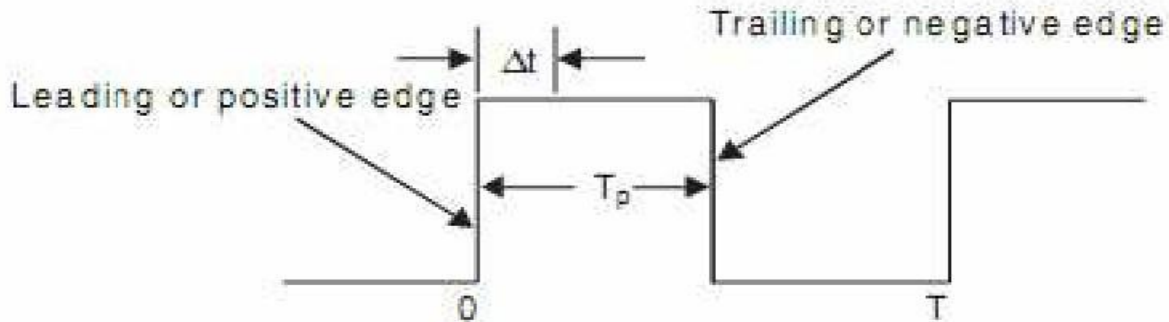 Trailing or negative edge
Δt
Leading or positive edge
Tp
0
T